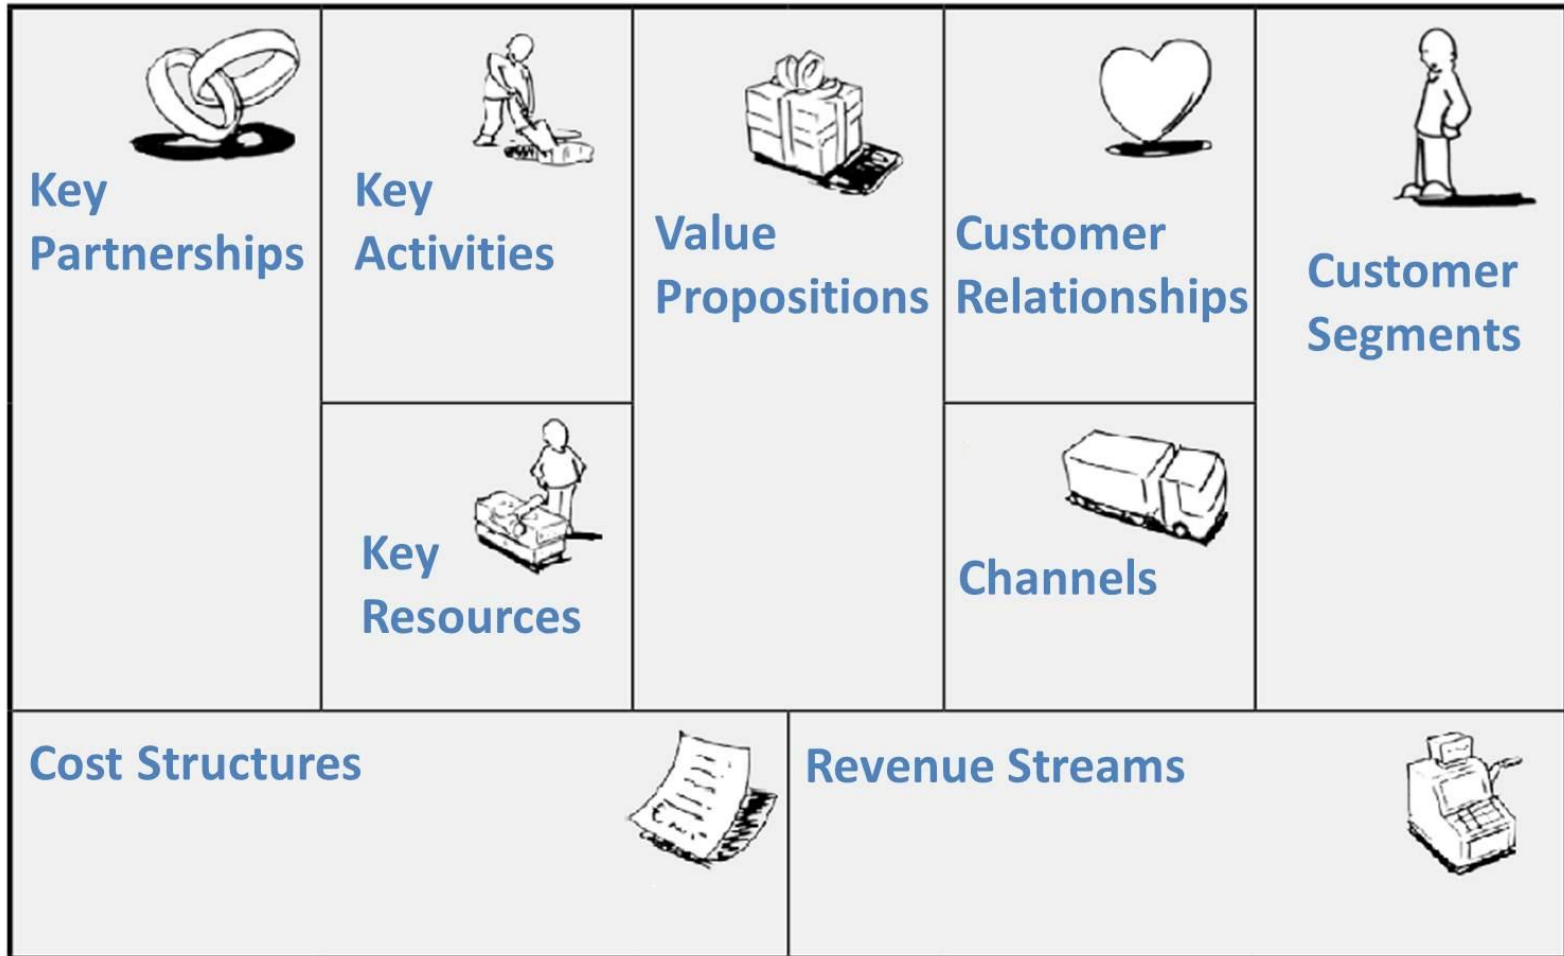 Key
Partnerships
Key
Activities
Key
Resources
Value
Propositions
Customer
Relationships
Channels
Customer
Segments
Cost Structures
Revenue Streams